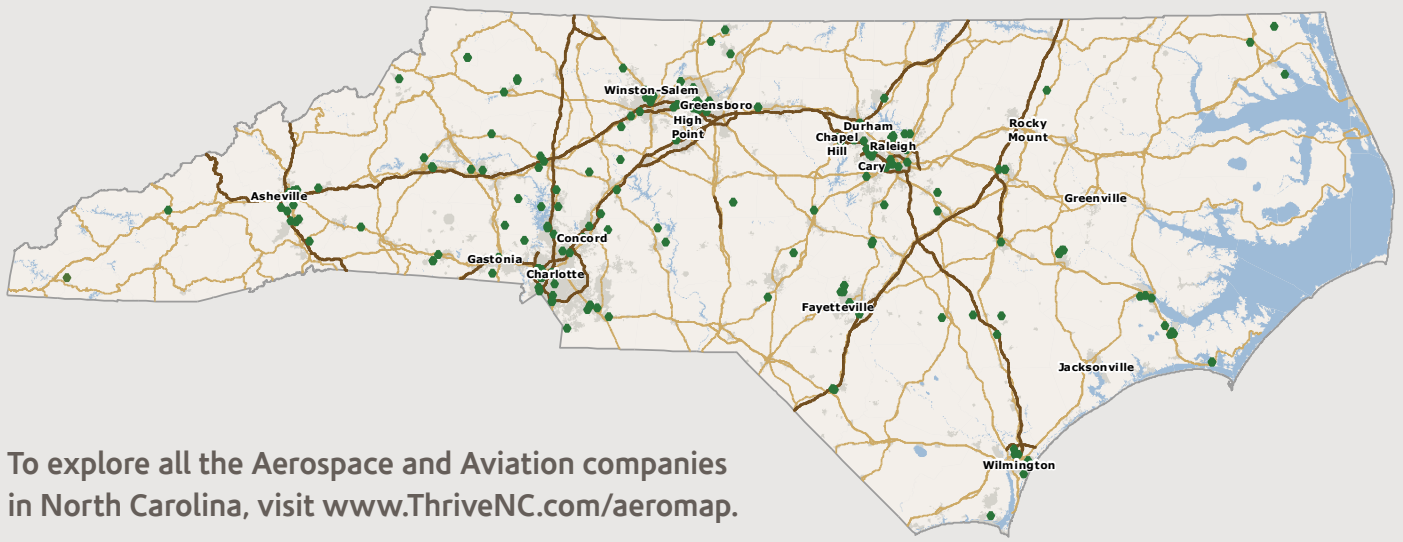 Winston-Salem
Greensboro
High
Point
Durham
Chapel
Hill
Raleigh
Cary
Rocky
Mount
Asheville
Greenville
Concord
Gastonia
Charlotte
Fayetteville
Jacksonville
Wilmington
To explore all the Aerospace and Aviation companies
in North Carolina, visit www.ThriveNC.com/aeromap.